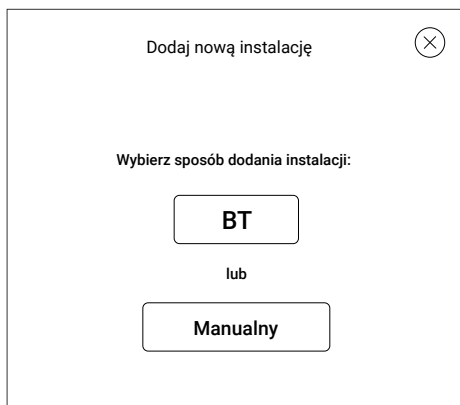 Dodaj nową instalację
Wybierz sposób dodania instalacji:
BT
lub
Manualny